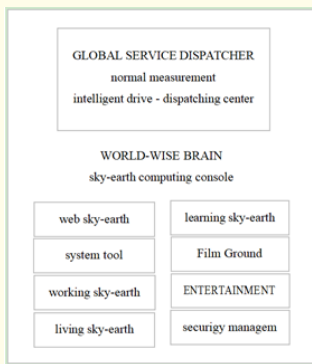 GLOBAL SERVICE DISPATCHER
normal measurement
intelligent drive - dispatching center
WORLD-WISE BRAIN
sky-earth computing console
web sky-earth
learning sky-earth
system tool
Film Ground
working sky-earth
ENTERTAINMENT
living sky-earth
securigy managem